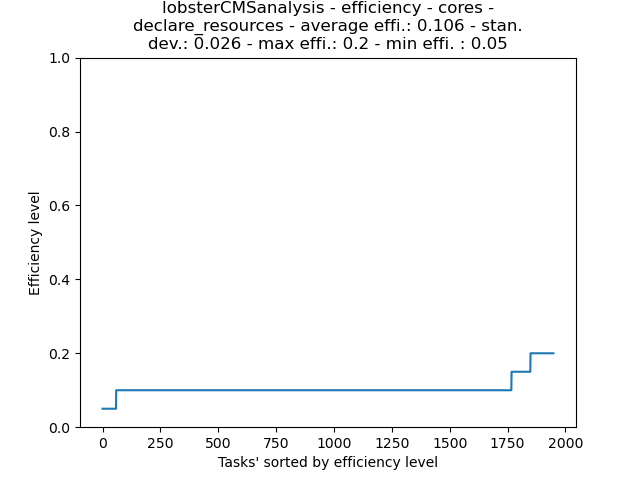 lobsterCMSanalysis - efficiency - cores -
declare_resources - average effi.: 0.106 - stan.
dev.: 0.026 - max effi.: 0.2 - min effi. : 0.05
1.0
0.8
0.6
0.4
0.2
0.0
Efficiency level
0 250 500 750 1000 1250 1500 1750 2000
Tasks' sorted by efficiency level